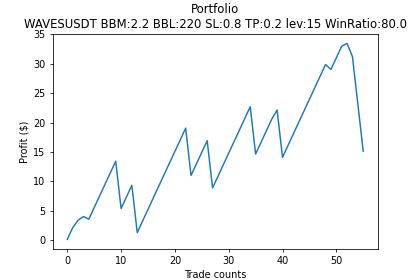 Portfolio
WAVESUSDT BBM:2.2 BBL:220 SL:0.8 TP:0.2 lev:15 WinRatio:80.0
35
30
25
20
15
10
5
0
Profit ($)
0 10 20 30 40 50
Trade counts